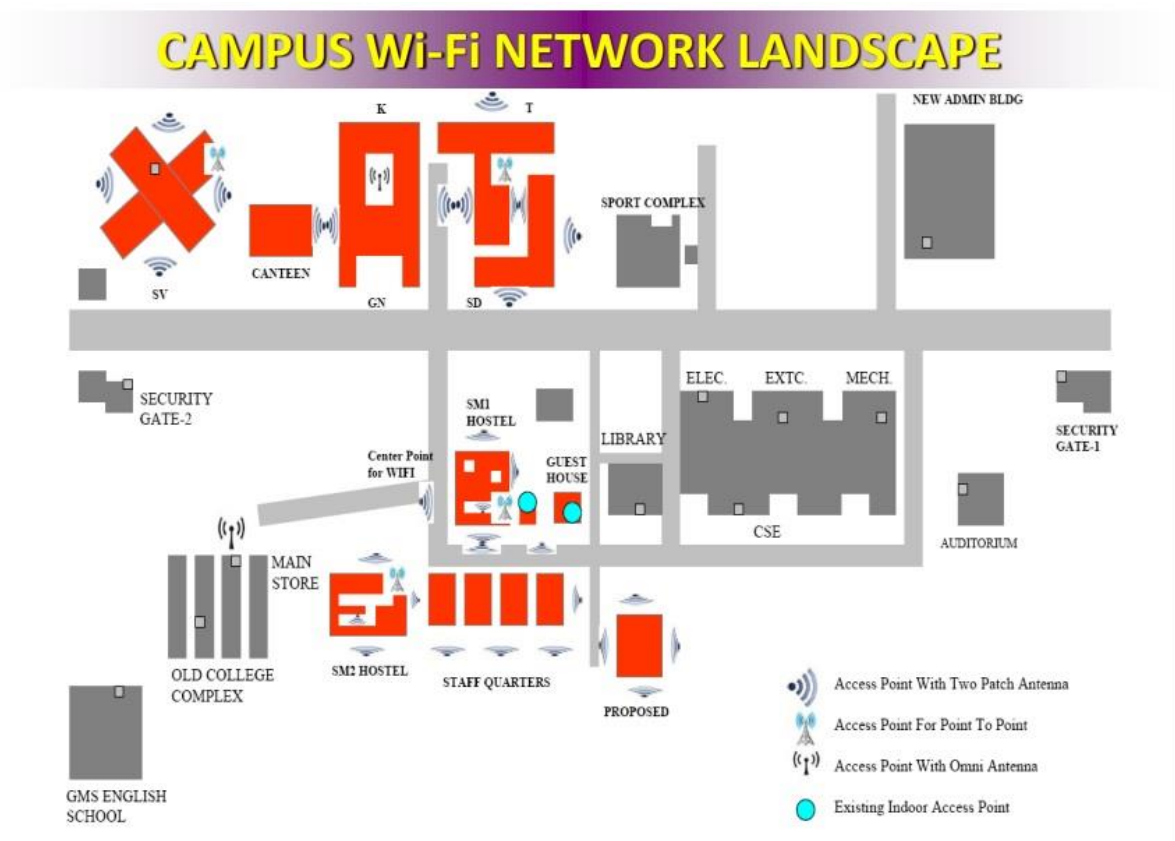 CAMPUS Wi-Fi NETWORK LANDSCAPE
K
T
NEW ADMIN BLDG
SPORT COMPLEX
CANTEEN
SV
GN
SD
SECURITY
GATE-2
SM1
HOSTEL
ELEC.
EXTC.
MECH.
SECURITY
GATE-1
LIBRARY
Center Point
for WIFI
GUEST
HOUSE
CSE
AUDITORIUM
MAIN
STORE
OLD COLLEGE
COMPLEX
SM2 HOSTEL
STAFF QUARTERS
PROPOSED
GMS ENGLISH
SCHOOL
Access Point With Two Patch Antenna
Access Point For Point To Point
Access Point With Omni Antenna
Existing Indoor Access Point